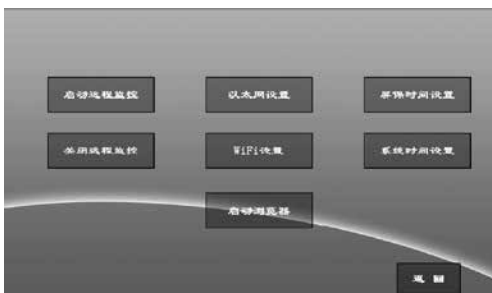 启动远程监控
以太网设置
屏保时间设置
关闭远程监控
WiFi设置
系统时间设置
启动浏览器
返回